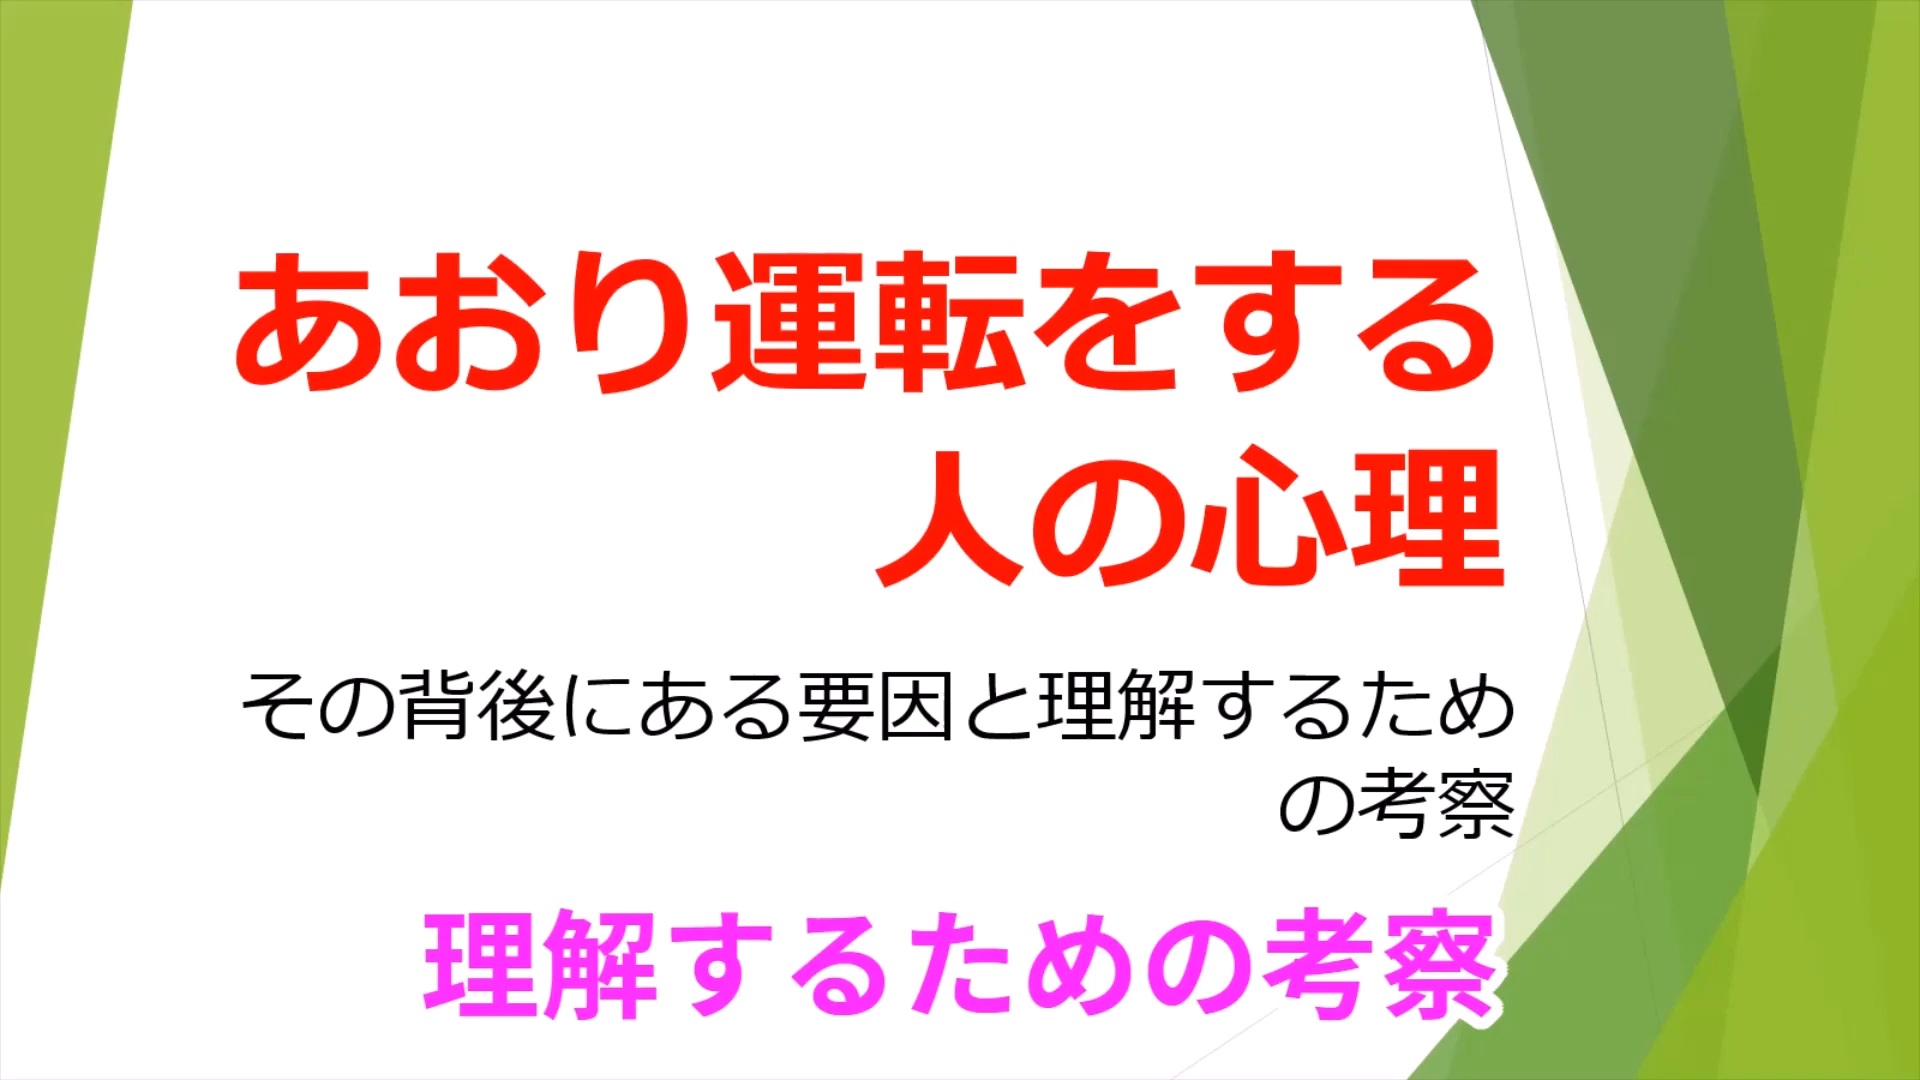 あおり運転をする
人の心理
その背後にある要因と理解するため
の考察
理解するための考察